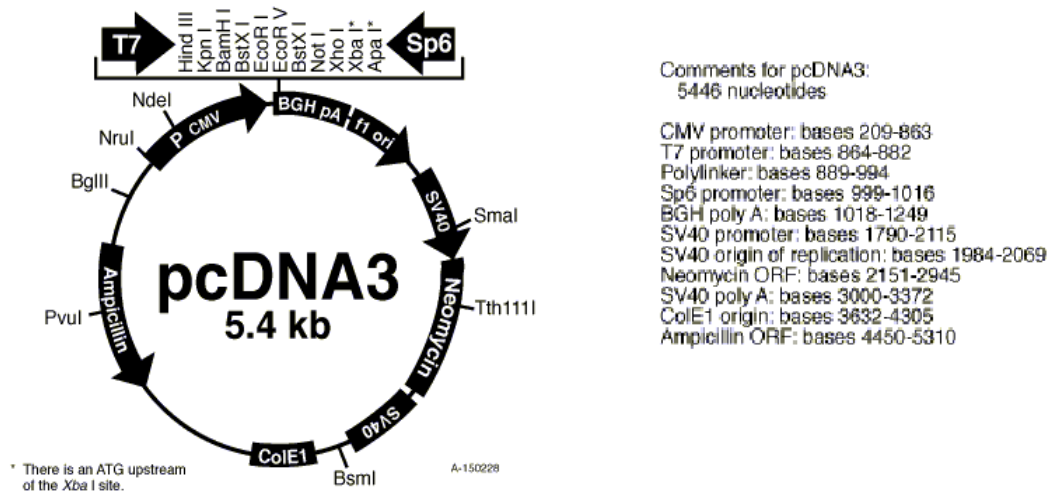 T7
Hind III
Kpn I
BamH I
BstX I
EcoR I
EcoR V
BstX I
Not I
Xho I
Xba I*
Apa I*
Sp6
NdeI
NruI
BglII
PvuI
P CMV
BGH pA
f1 ori
SV40
SmaI
Neomycin
Tth111I
SV40
BsmI
ColE1
Ampicillin
pcDNA3
5.4 kb
* There is an ATG upstream
of the Xba I site.
A-150228
Comments for pcDNA3:
5446 nucleotides
CMV promoter: bases 209-863
T7 promoter: bases 864-882
Polylinker: bases 889-994
Sp6 promoter: bases 999-1016
BGH poly A: bases 1018-1249
SV40 promoter: bases 1790-2115
SV40 origin of replication: bases 1984-2069
Neomycin ORF: bases 2151-2945
SV40 poly A: bases 3000-3372
ColE1 origin: bases 3632-4305
Ampicillin ORF: bases 4450-5310